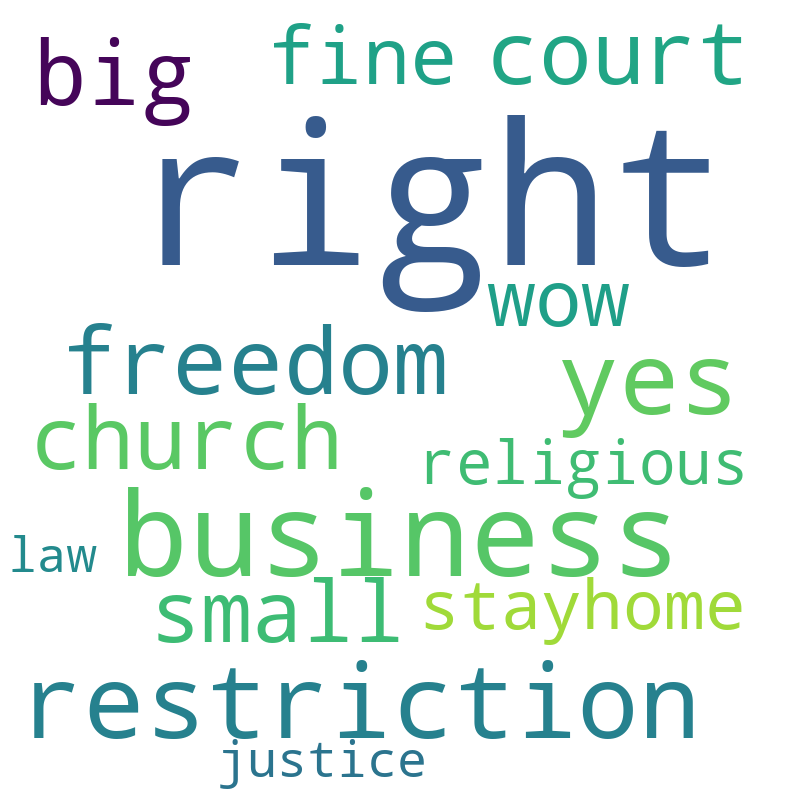 big fine court
right
wow
freedom
yes
church
religious
business
law
small stayhome
restriction
justice